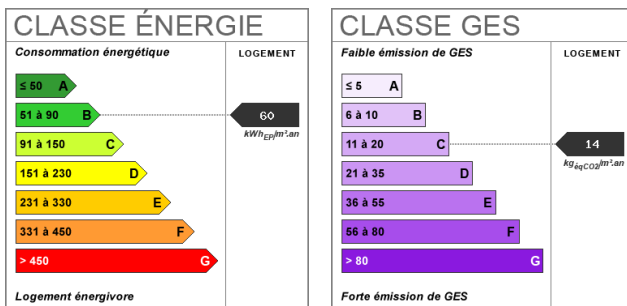 CLASSE ÉNERGIE
Consommation énergétique
LOGEMENT
≤ 50 A
51 à 90 B
60
kWhEP/m².an
91 à 150 C
151 à 230 D
231 à 330 E
331 à 450 F
> 450 G
Logement énergivore
CLASSE GES
Faible émission de GES
LOGEMENT
≤ 5 A
6 à 10 B
11 à 20 C
14
kgéqCO2/m².an
21 à 35 D
36 à 55 E
56 à 80 F
> 80 G
Forte émission de GES